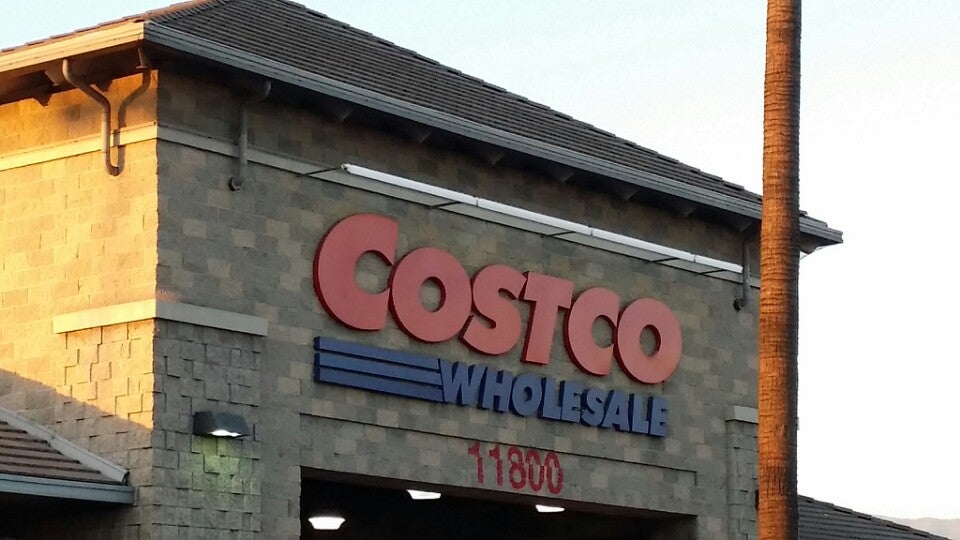 COSTCO
WHOLESALE
11800